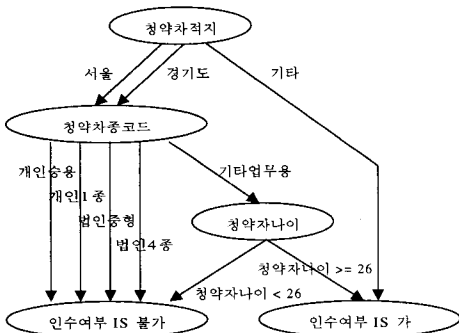 청약차적지
서울
경기도
기타
청약차종코드
개인승용
기타업무용
개인1 종
법인중형
청약자나이
법인4 종
청약자나이 >= 26
청약자나이 < 26
인수여부 IS 불가
인수여부 IS 가